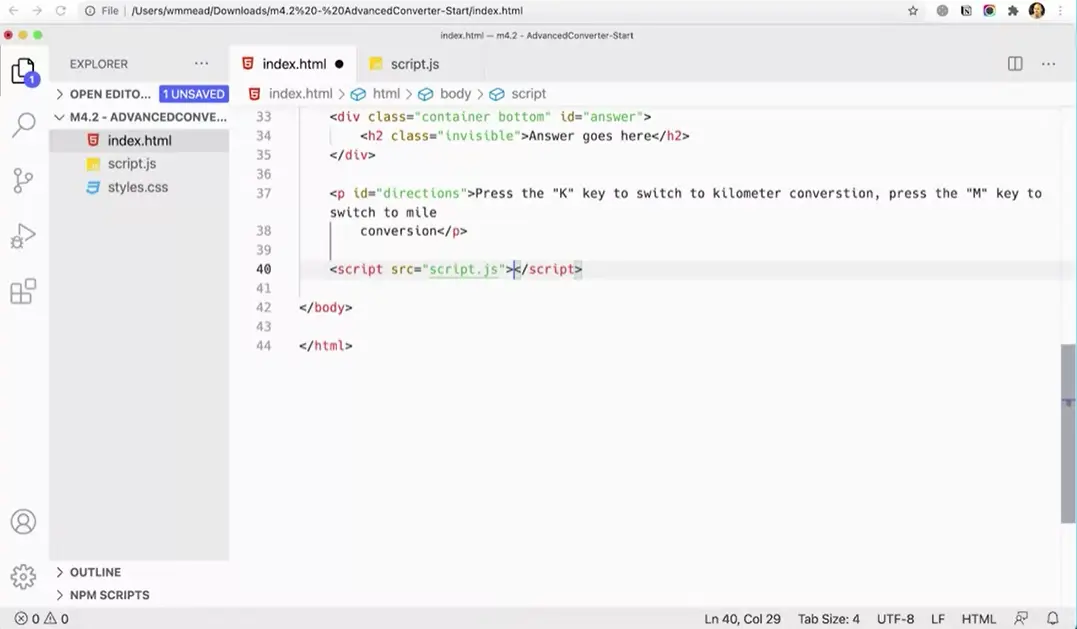 File /Users/wmmead/Downloads/m4.2%20-%20AdvancedConverter-Start/index.html
index.html — m4.2 - AdvancedConverter-Start
EXPLORER ···
index.html ●
script.js
1
OPEN EDITO... 1 UNSAVED
index.html > html > body > script
M4.2 - ADVANCEDCONVE...
index.html
script.js
styles.css
33 <div class="container bottom" id="answer">
34 <h2 class="invisible">Answer goes here</h2>
35 </div>
36
37 <p id="directions">Press the "K" key to switch to kilometer converstion, press the "M" key to
switch to mile
38 conversion</p>
39
40 <script src="script.js"></script>
41
42 </body>
43
44 </html>
OUTLINE
NPM SCRIPTS
0 0 Ln 40, Col 29 Tab Size: 4 UTF-8 LF HTML